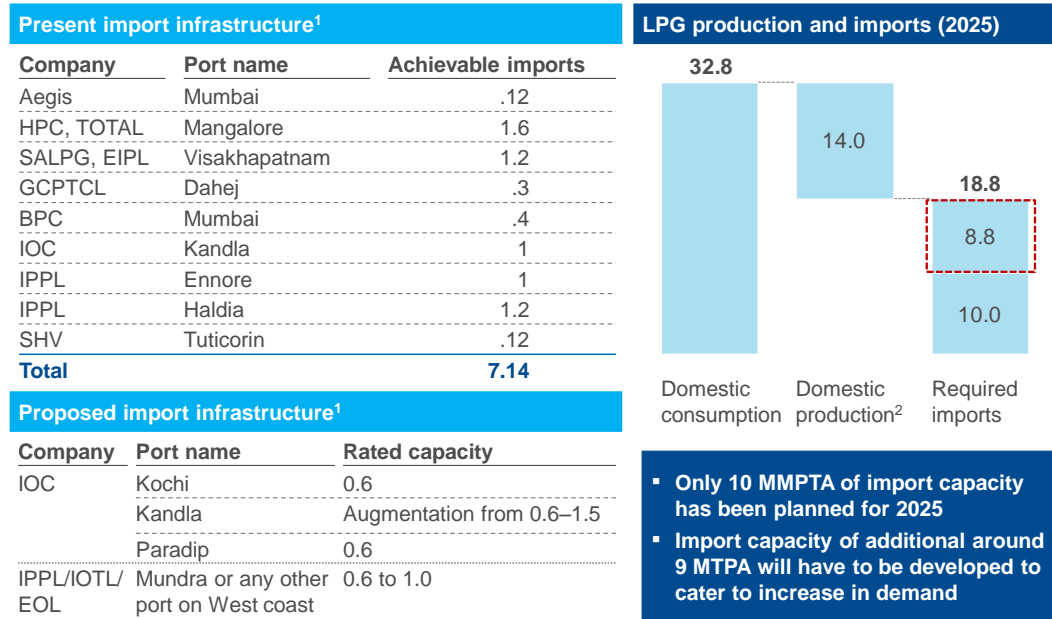 Present import infrastructure1
Company Port name Achievable imports
Aegis Mumbai .12
HPC, TOTAL Mangalore 1.6
SALPG, EIPL Visakhapatnam 1.2
GCPTCL Dahej .3
BPC Mumbai .4
IOC Kandla 1
IPPL Ennore 1
IPPL Haldia 1.2
SHV Tuticorin .12
Total 7.14
Proposed import infrastructure1
Company Port name Rated capacity
IOC Kochi 0.6
Kandla Augmentation from 0.6–1.5
Paradip 0.6
IPPL/IOTL/ Mundra or any other 0.6 to 1.0
EOL port on West coast
LPG production and imports (2025)
32.8
14.0
18.8
8.8
10.0
Domestic Domestic Required
consumption production2 imports
▪ Only 10 MMPTA of import capacity
has been planned for 2025
▪ Import capacity of additional around
9 MTPA will have to be developed to
cater to increase in demand